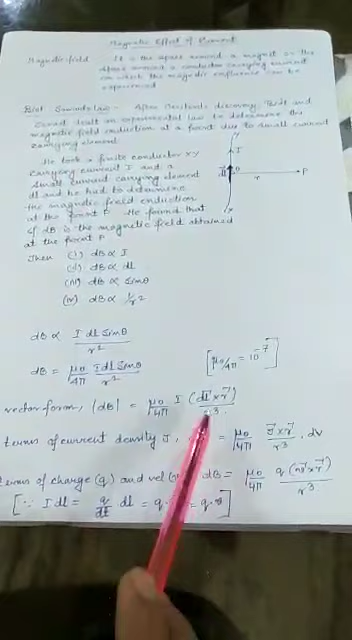 Magnetic Effect of Current
Magnetic field It is the space around a magnet or the
space around a conductor carrying current
in which the magnetic influence can be
experienced
Biot Savart's law :- After Oersted's discovery, Biot and
Savart dealt an experimental law to determine the
magnetic field induction at a point due to small current
carrying element
He took a finite conductor XY
carrying current I and a
small current carrying element
dl and he had to determine
the magnetic field induction
at the point P He found that
if dB is the magnetic field obtained
at the point P
Y
I
dl
θ
r
P
X
Then (i) dB ∝ I
(ii) dB ∝ dl
(iii) dB ∝ Sinθ
(iv) dB ∝ 1/r²
dB ∝ I dl Sinθ / r²
dB = μ₀/4π I dl Sinθ / r²
[μ₀/4π = 10⁻⁷]
vector form, |dB| = μ₀/4π I (dl × r) / r³
terms of current density J, = μ₀/4π J × r / r³ . dV
terms of charge (q) and vel dB = μ₀/4π q (v × r) / r³
[∵ I dl = q/dt dl = q. = q.v]